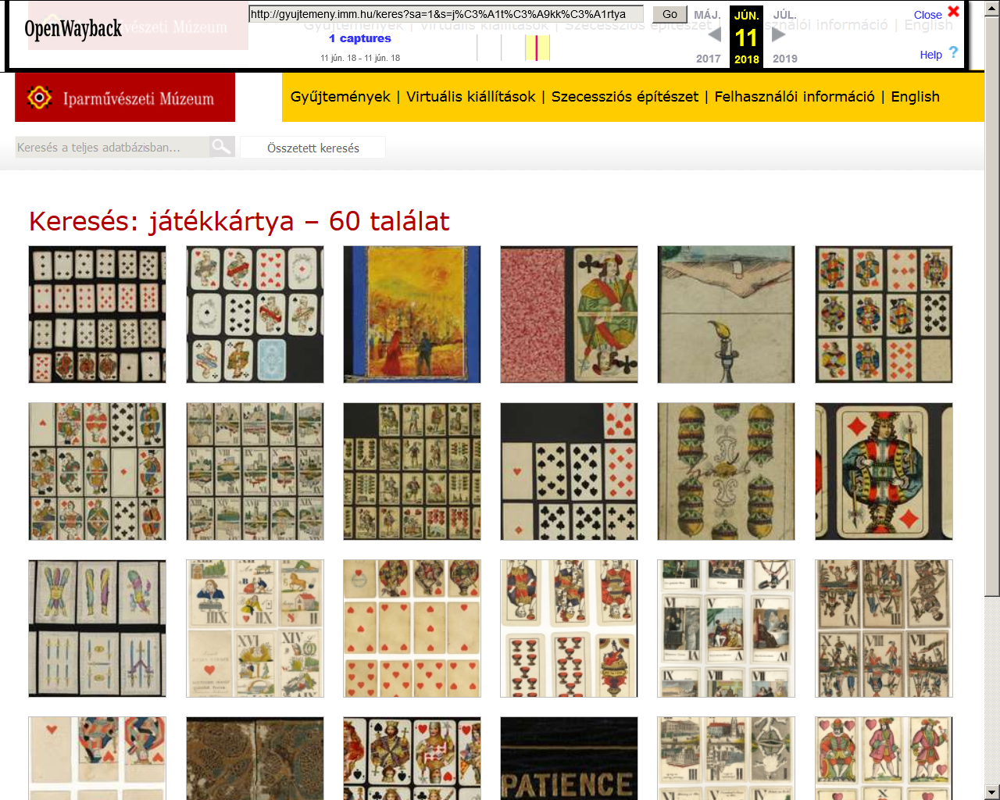 OpenWayback
http://gyujtemeny.imm.hu/keres?sa=1&s=j%C3%A1t%C3%A9kk%C3%A1rtya
Go
1 captures
11 jún. 18 - 11 jún. 18
MÁJ. JÚN. JÚL.
11
2017 2018 2019
Close
Help ?
Iparművészeti Múzeum
Gyűjtemények | Virtuális kiállítások | Szecessziós építészet | Felhasználói információ | English
Keresés a teljes adatbázisban...
Összetett keresés
Keresés: játékkártya – 60 találat
PATIENCE